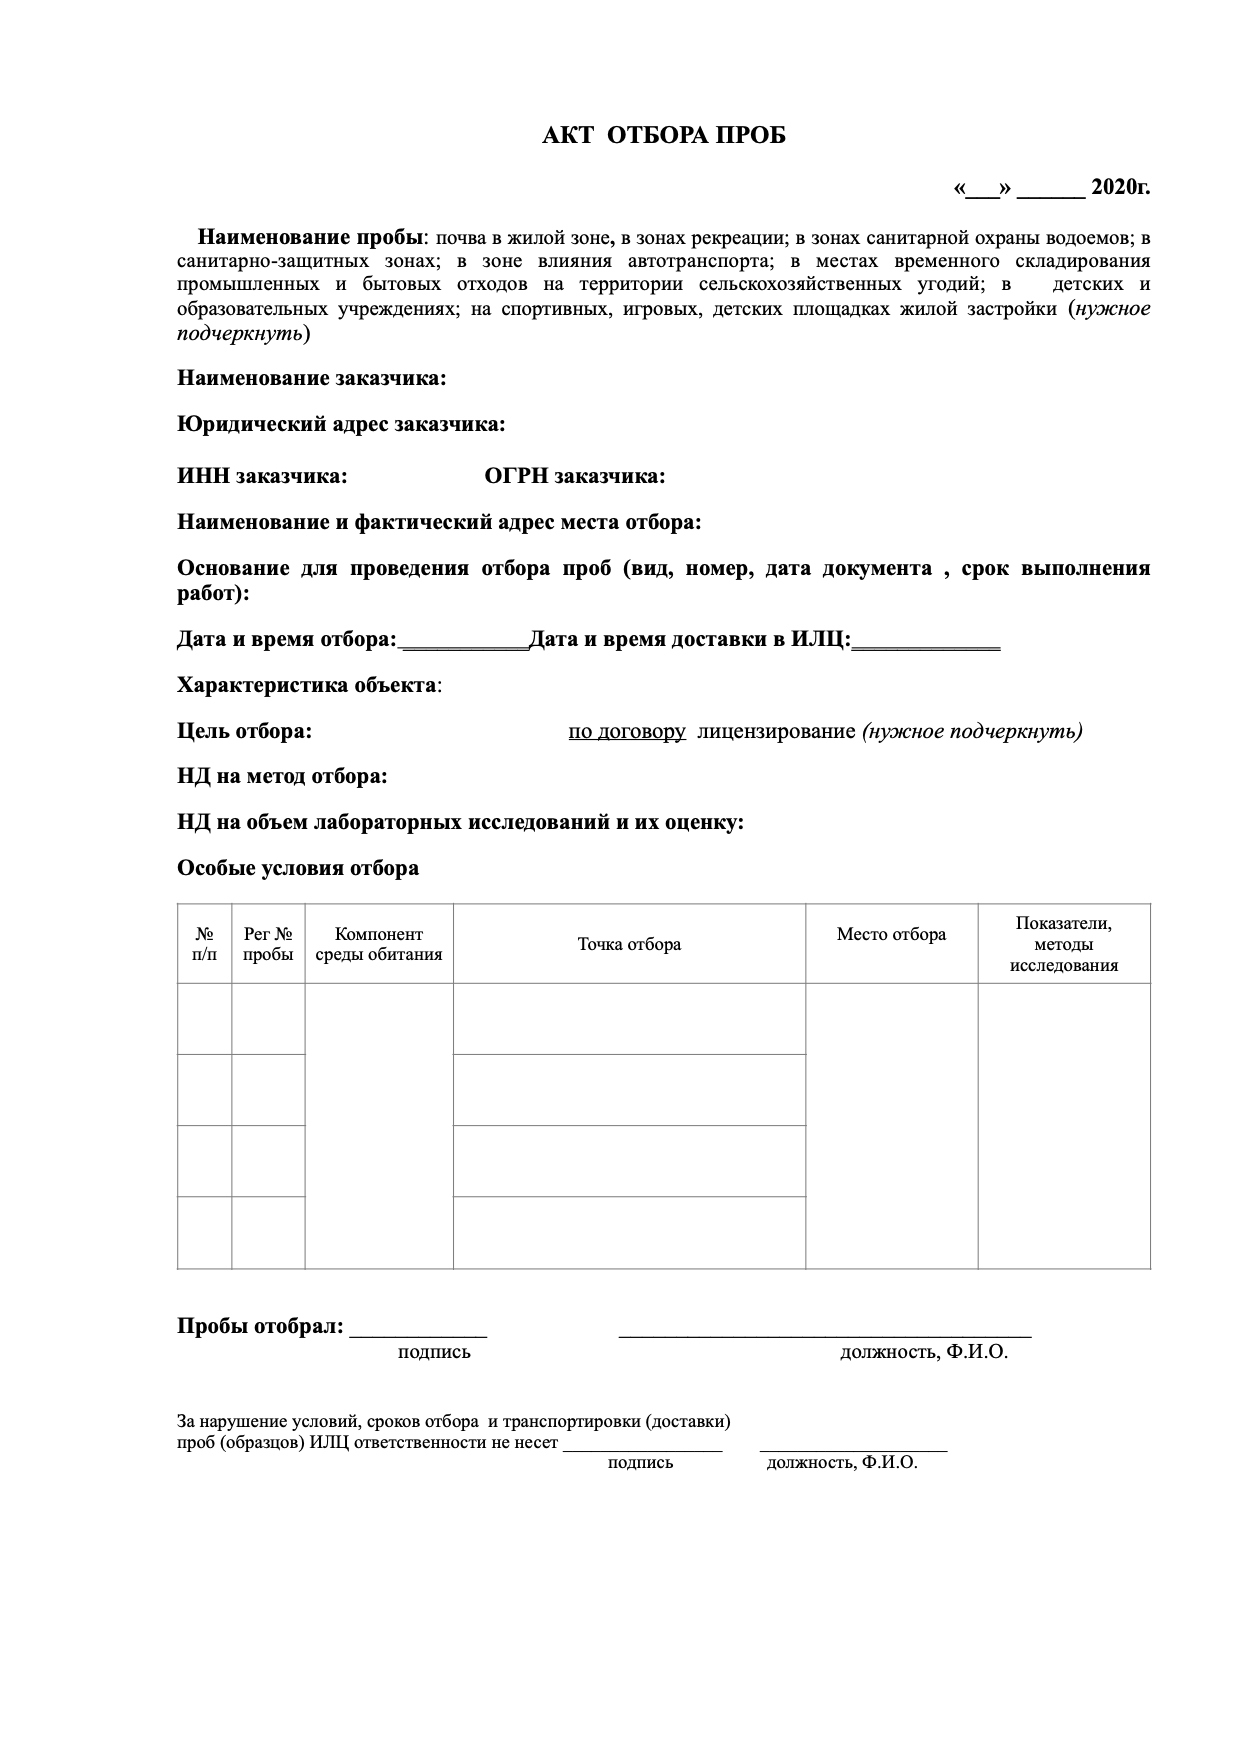 АКТ  ОТБОРА ПРОБ
«___» ______ 2020г.
Наименование пробы: почва в жилой зоне, в зонах рекреации; в зонах санитарной охраны водоемов; в
санитарно-защитных зонах; в зоне влияния автотранспорта; в местах временного складирования
промышленных и бытовых отходов на территории сельскохозяйственных угодий; в детских и
образовательных учреждениях; на спортивных, игровых, детских площадках жилой застройки (нужное
подчеркнуть)
Наименование заказчика:
Юридический адрес заказчика:
ИНН заказчика: ОГРН заказчика:
Наименование и фактический адрес места отбора:
Основание для проведения отбора проб (вид, номер, дата документа , срок выполнения
работ):
Дата и время отбора:____________Дата и время доставки в ИЛЦ:_____________
Характеристика объекта:
Цель отбора: по договору лицензирование (нужное подчеркнуть)
НД на метод отбора:
НД на объем лабораторных исследований и их оценку:
Особые условия отбора
№
п/п
Рег №
пробы
Компонент
среды обитания
Точка отбора
Место отбора
Показатели,
методы
исследования
Пробы отобрал: ____________ ____________________________________
подпись должность, Ф.И.О.
За нарушение условий, сроков отбора  и транспортировки (доставки)
проб (образцов) ИЛЦ ответственности не несет _________________ ____________________
подпись должность, Ф.И.О.